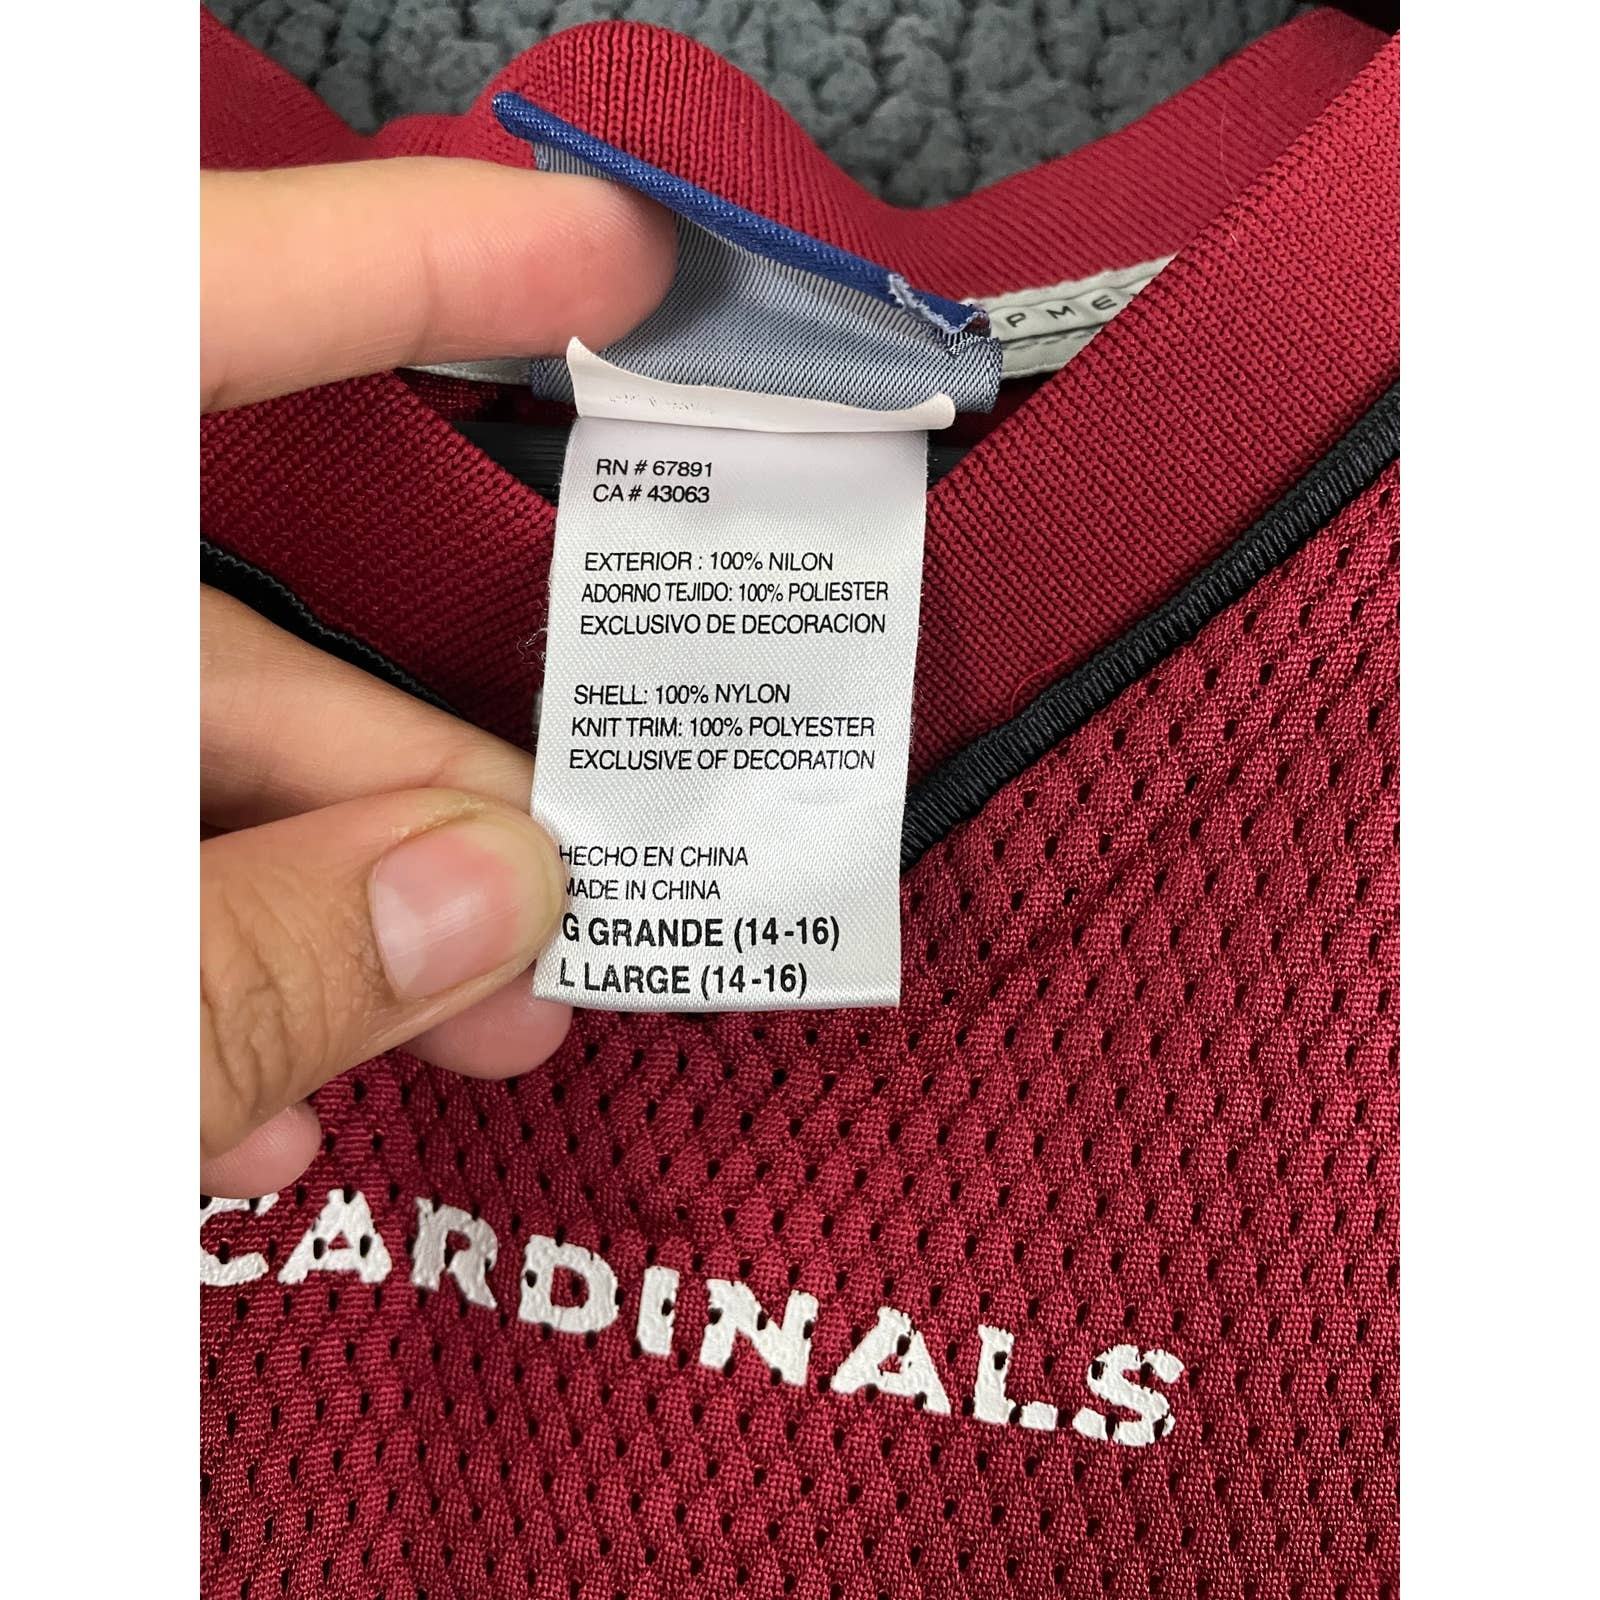 PME
RN # 67891
CA # 43063
EXTERIOR : 100% NILON
ADORNO TEJIDO: 100% POLIESTER
EXCLUSIVO DE DECORACION
SHELL: 100% NYLON
KNIT TRIM: 100% POLYESTER
EXCLUSIVE OF DECORATION
HECHO EN CHINA
MADE IN CHINA
G GRANDE (14-16)
L LARGE (14-16)
CARDINALS